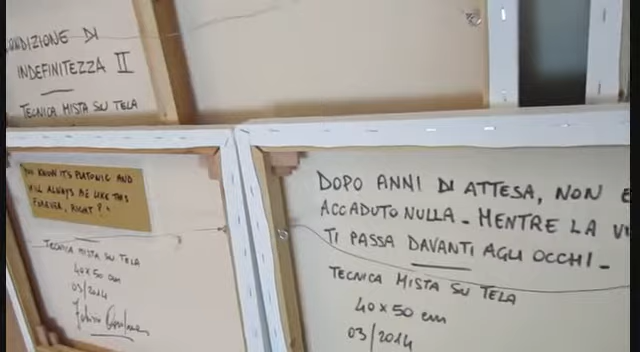 CONDIZIONE DI
INDEFINITEZZA II
TECNICA MISTA SU TELA
YOU KNOW IT'S PLATONIC AND
WILL ALWAYS BE LIKE THIS
FOREVER, RIGHT?
TECNICA MISTA SU TELA
40x50 cm
03/2014
DOPO ANNI DI ATTESA, NON E
ACCADUTO NULLA - MENTRE LA V
TI PASSA DAVANTI AGLI OCCHI -
TECNICA MISTA SU TELA
40x50 cm
03/2014